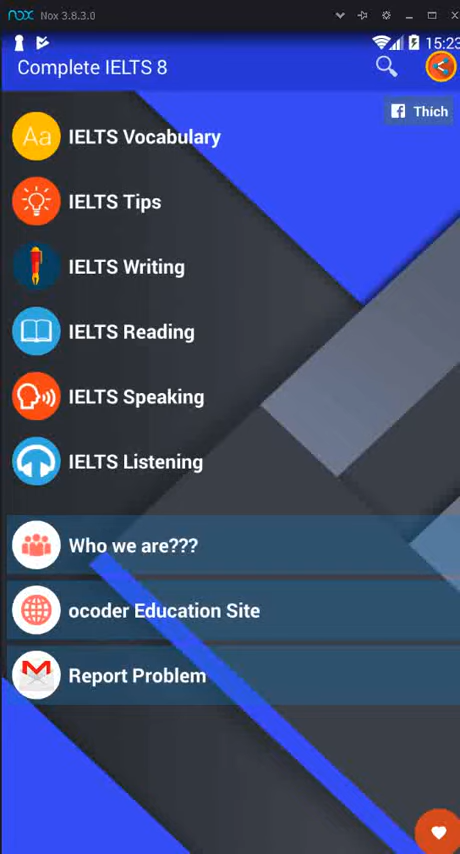 nox Nox 3.8.3.0
15:23
Complete IELTS 8
Thích
Aa IELTS Vocabulary
IELTS Tips
IELTS Writing
IELTS Reading
IELTS Speaking
IELTS Listening
Who we are???
ocoder Education Site
Report Problem